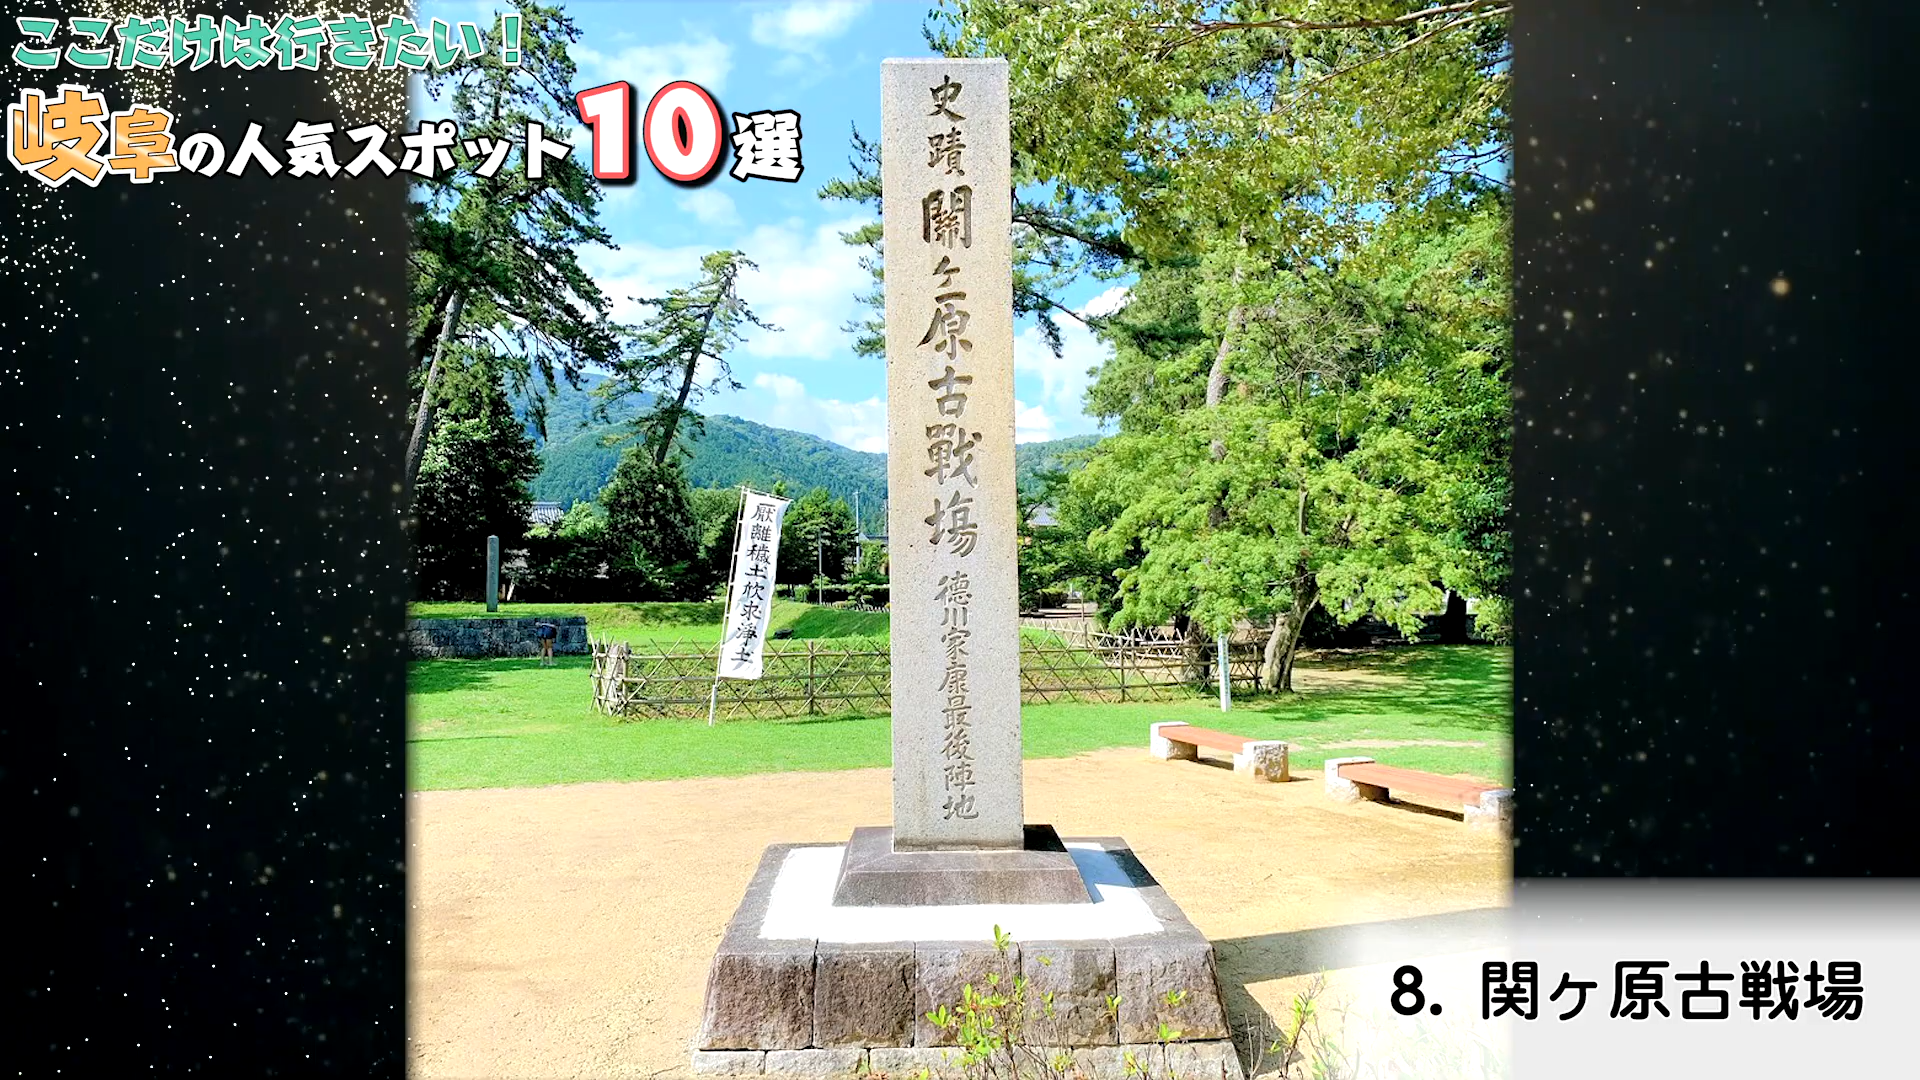 ここだけは行きたい！
岐阜の人気スポット10選
史蹟關ケ原古戰場 德川家康最後陣地
厭離穢土欣求浄土
8. 関ヶ原古戦場